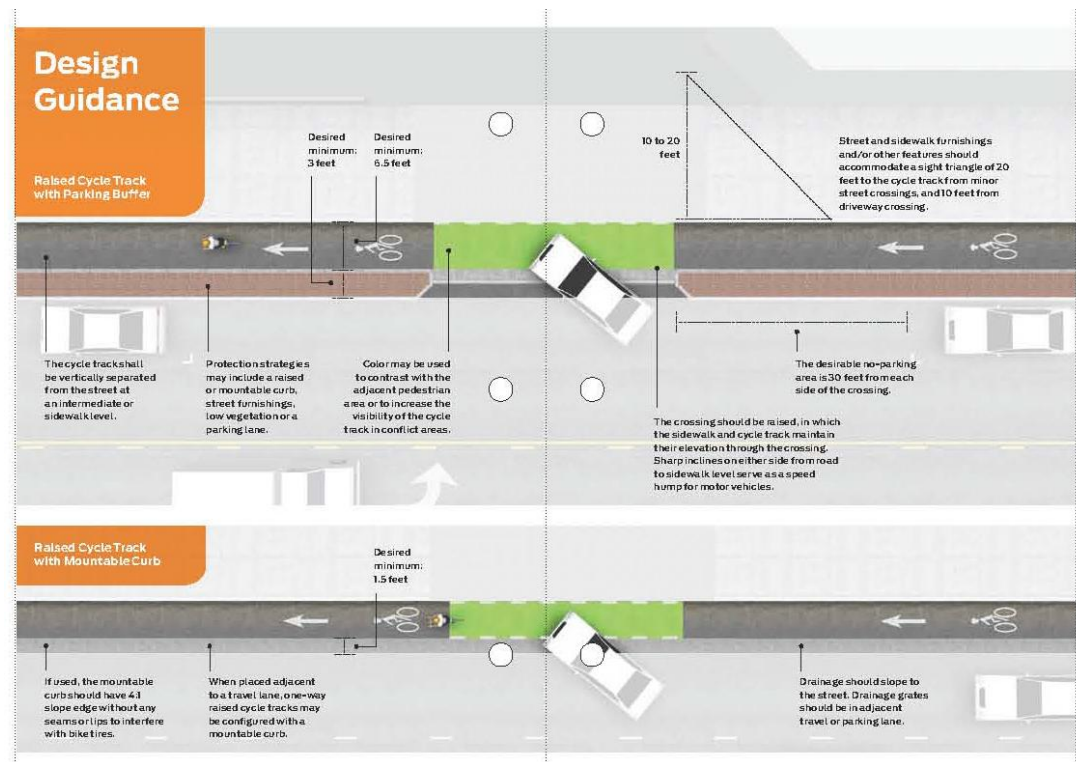 Design
Guidance
Raised Cycle Track
with Parking Buffer
Desired
minimum:
3 feet
Desired
minimum:
6.5 feet
10 to 20
feet
Street and sidewalk furnishings
and/or other features should
accommodate a sight triangle of 20
feet to the cycle track from minor
street crossings, and 10 feet from
driveway crossing.
The cycle track shall
be vertically separated
from the street at
an intermediate or
sidewalk level.
Protection strategies
may include a raised
or mountable curb,
street furnishings,
low vegetation or a
parking lane.
Color may be used
to contrast with the
adjacent pedestrian
area or to increase the
visibility of the cycle
track in conflict areas.
The crossing should be raised, in which
the sidewalk and cycle track maintain
their elevation through the crossing.
Sharp inclines on either side from road
to sidewalk level serve as a speed
hump for motor vehicles.
The desirable no-parking
area is 30 feet from each
side of the crossing.
Raised Cycle Track
with Mountable Curb
Desired
minimum:
1.5 feet
If used, the mountable
curb should have 4:1
slope edge without any
seams or lips to interfere
with bike tires.
When placed adjacent
to a travel lane, one-way
raised cycle tracks may
be configured with a
mountable curb.
Drainage should slope to
the street. Drainage grates
should be in adjacent
travel or parking lane.